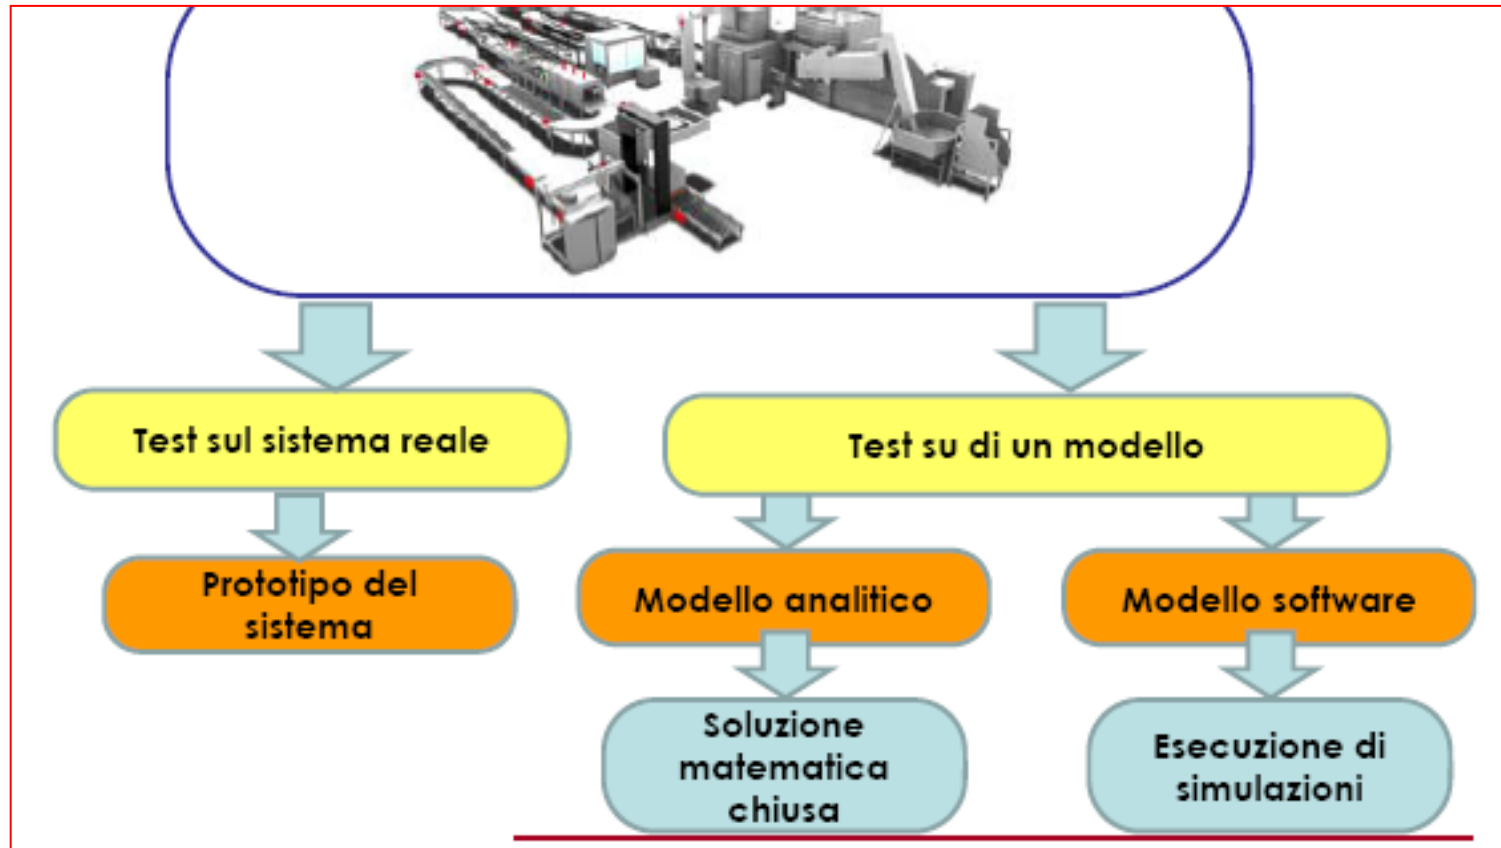 Test sul sistema reale
Test su di un modello
Prototipo del
sistema
Modello analitico
Modello software
Soluzione
matematica
chiusa
Esecuzione di
simulazioni